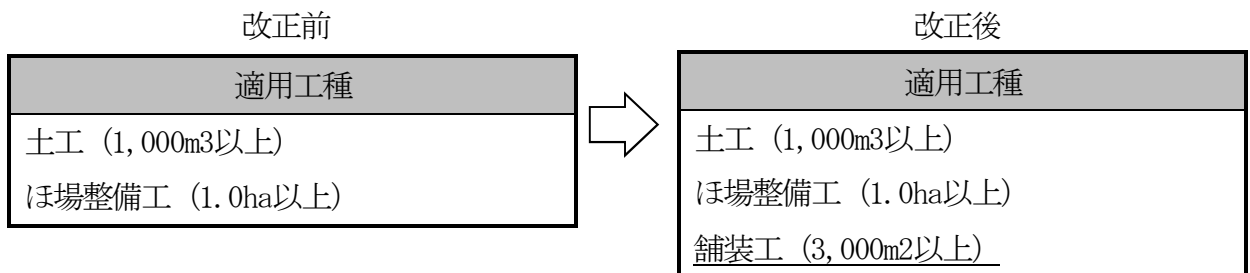 改正前
適用工種
土工（1,000m3以上）
ほ場整備工（1.0ha以上）
改正後
適用工種
土工（1,000m3以上）
ほ場整備工（1.0ha以上）
舗装工（3,000m2以上）